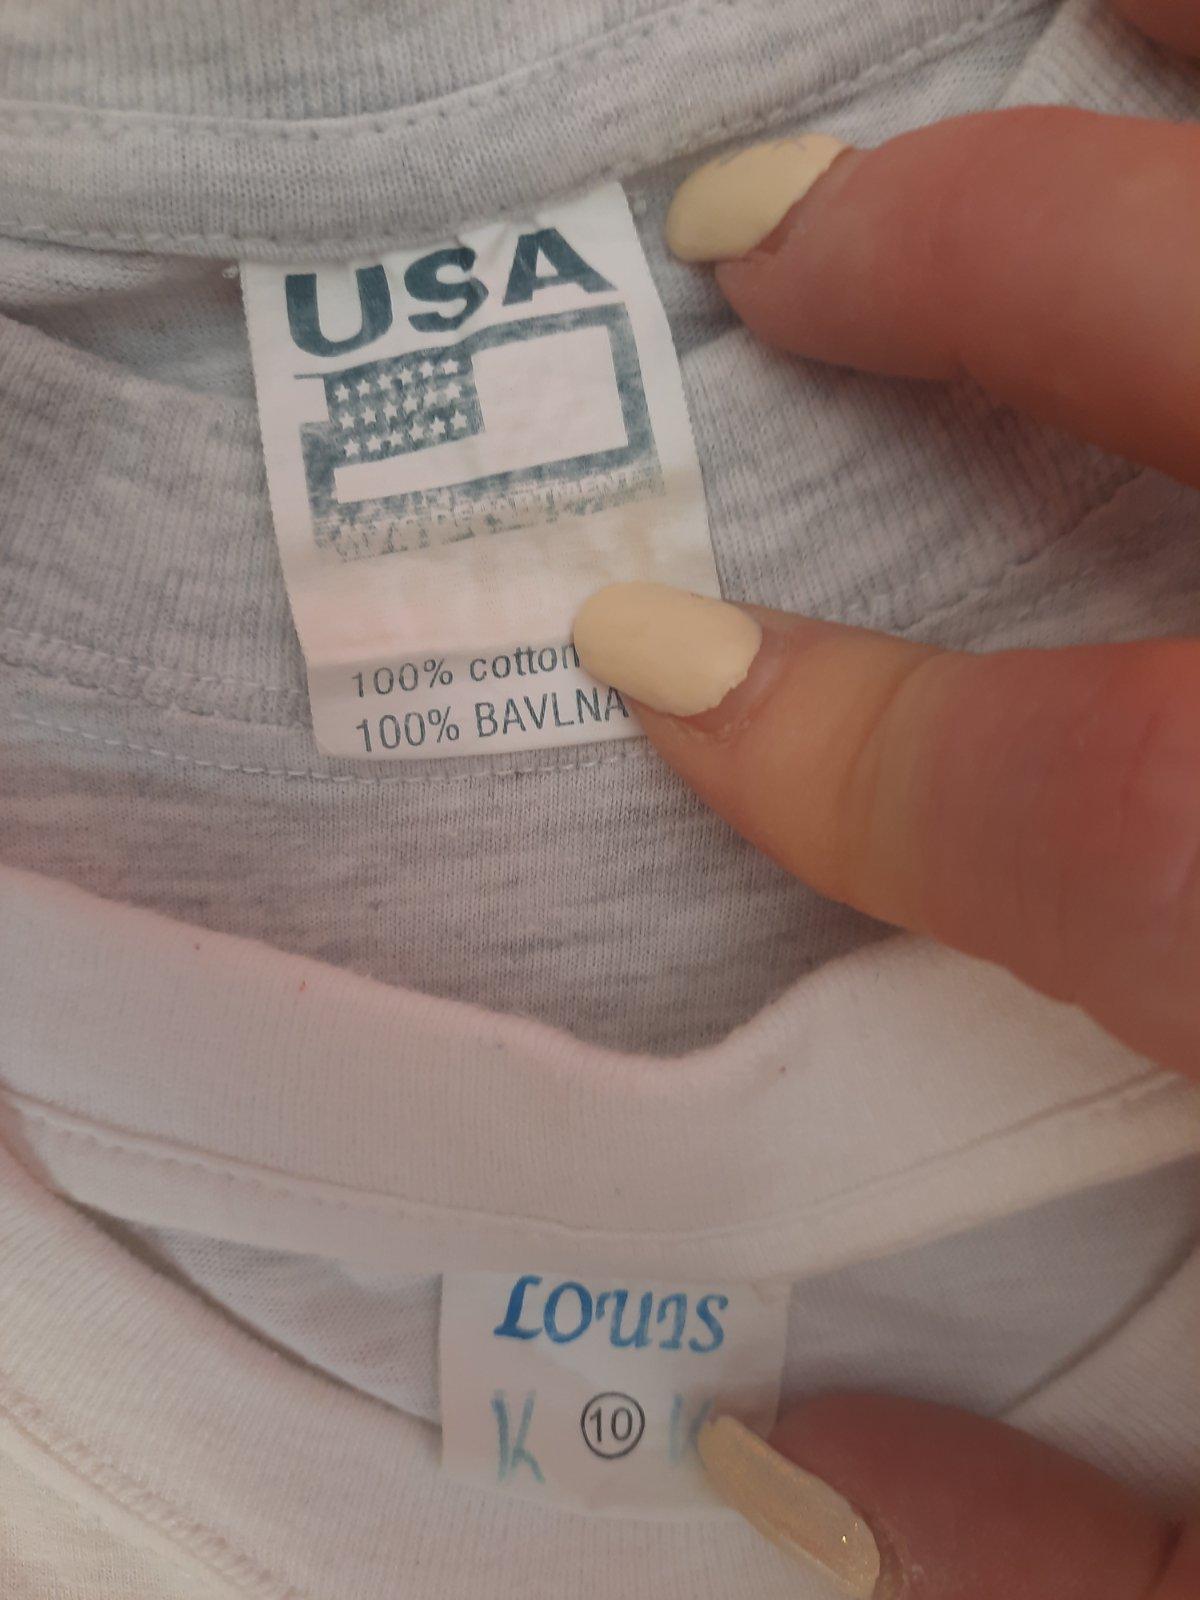 USA
100% cotton
100% BAVLNA
LOUIS
K 10 K